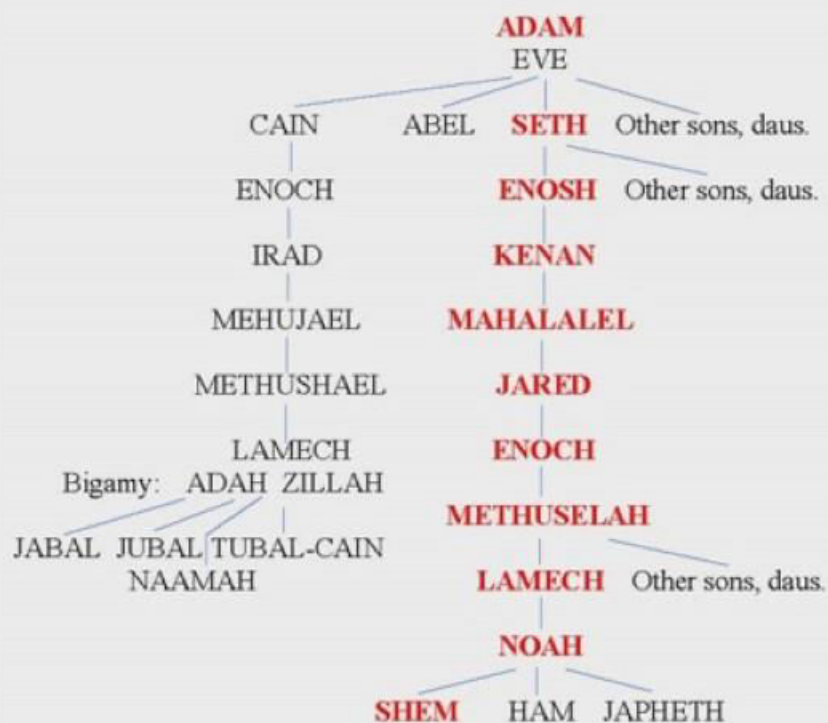 ADAM
EVE
CAIN ABEL SETH Other sons, daus.
ENOCH ENOSH Other sons, daus.
IRAD KENAN
MEHUJAEL MAHALALEL
METHUSHAEL JARED
LAMECH ENOCH
Bigamy: ADAH ZILLAH
METHUSELAH
JABAL JUBAL TUBAL-CAIN
NAAMAH LAMECH Other sons, daus.
NOAH
SHEM HAM JAPHETH